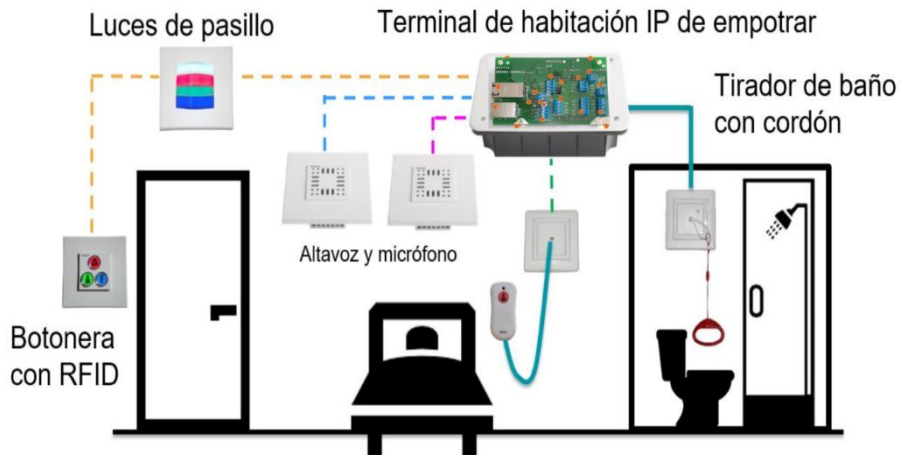 Luces de pasillo
Terminal de habitación IP de empotrar
Tirador de baño
con cordón
Altavoz y micrófono
Botonera
con RFID